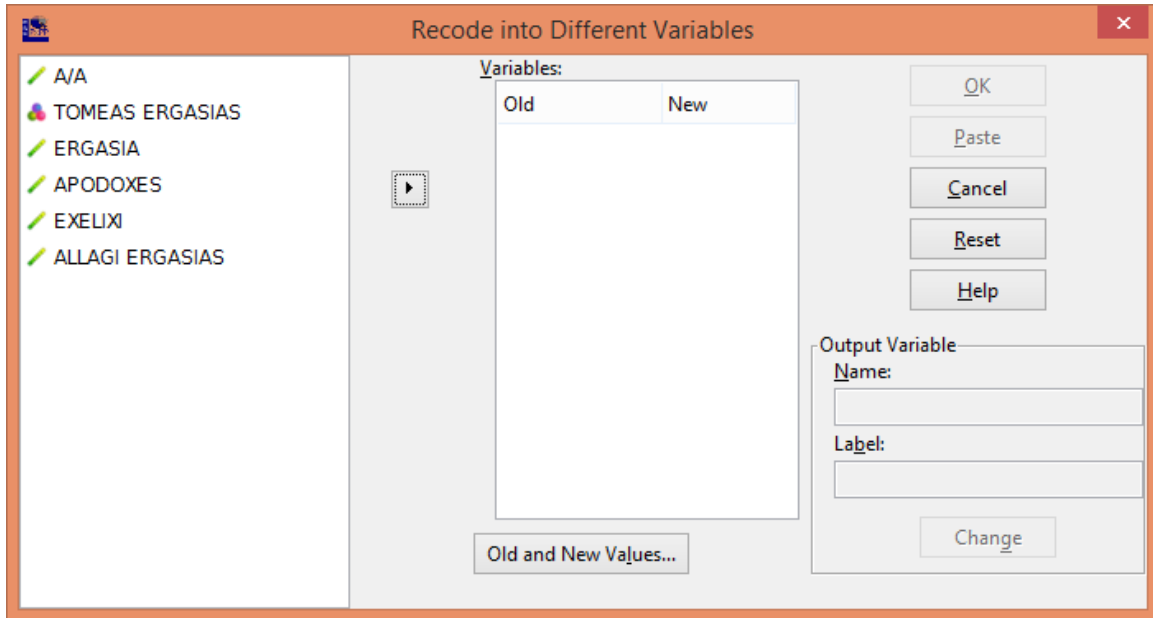 Recode into Different Variables
A/A
TOMEAS ERGASIAS
ERGASIA
APODOXES
EXELIXI
ALLAGI ERGASIAS
Variables:
Old New
Old and New Values...
OK
Paste
Cancel
Reset
Help
Output Variable
Name:
Label:
Change